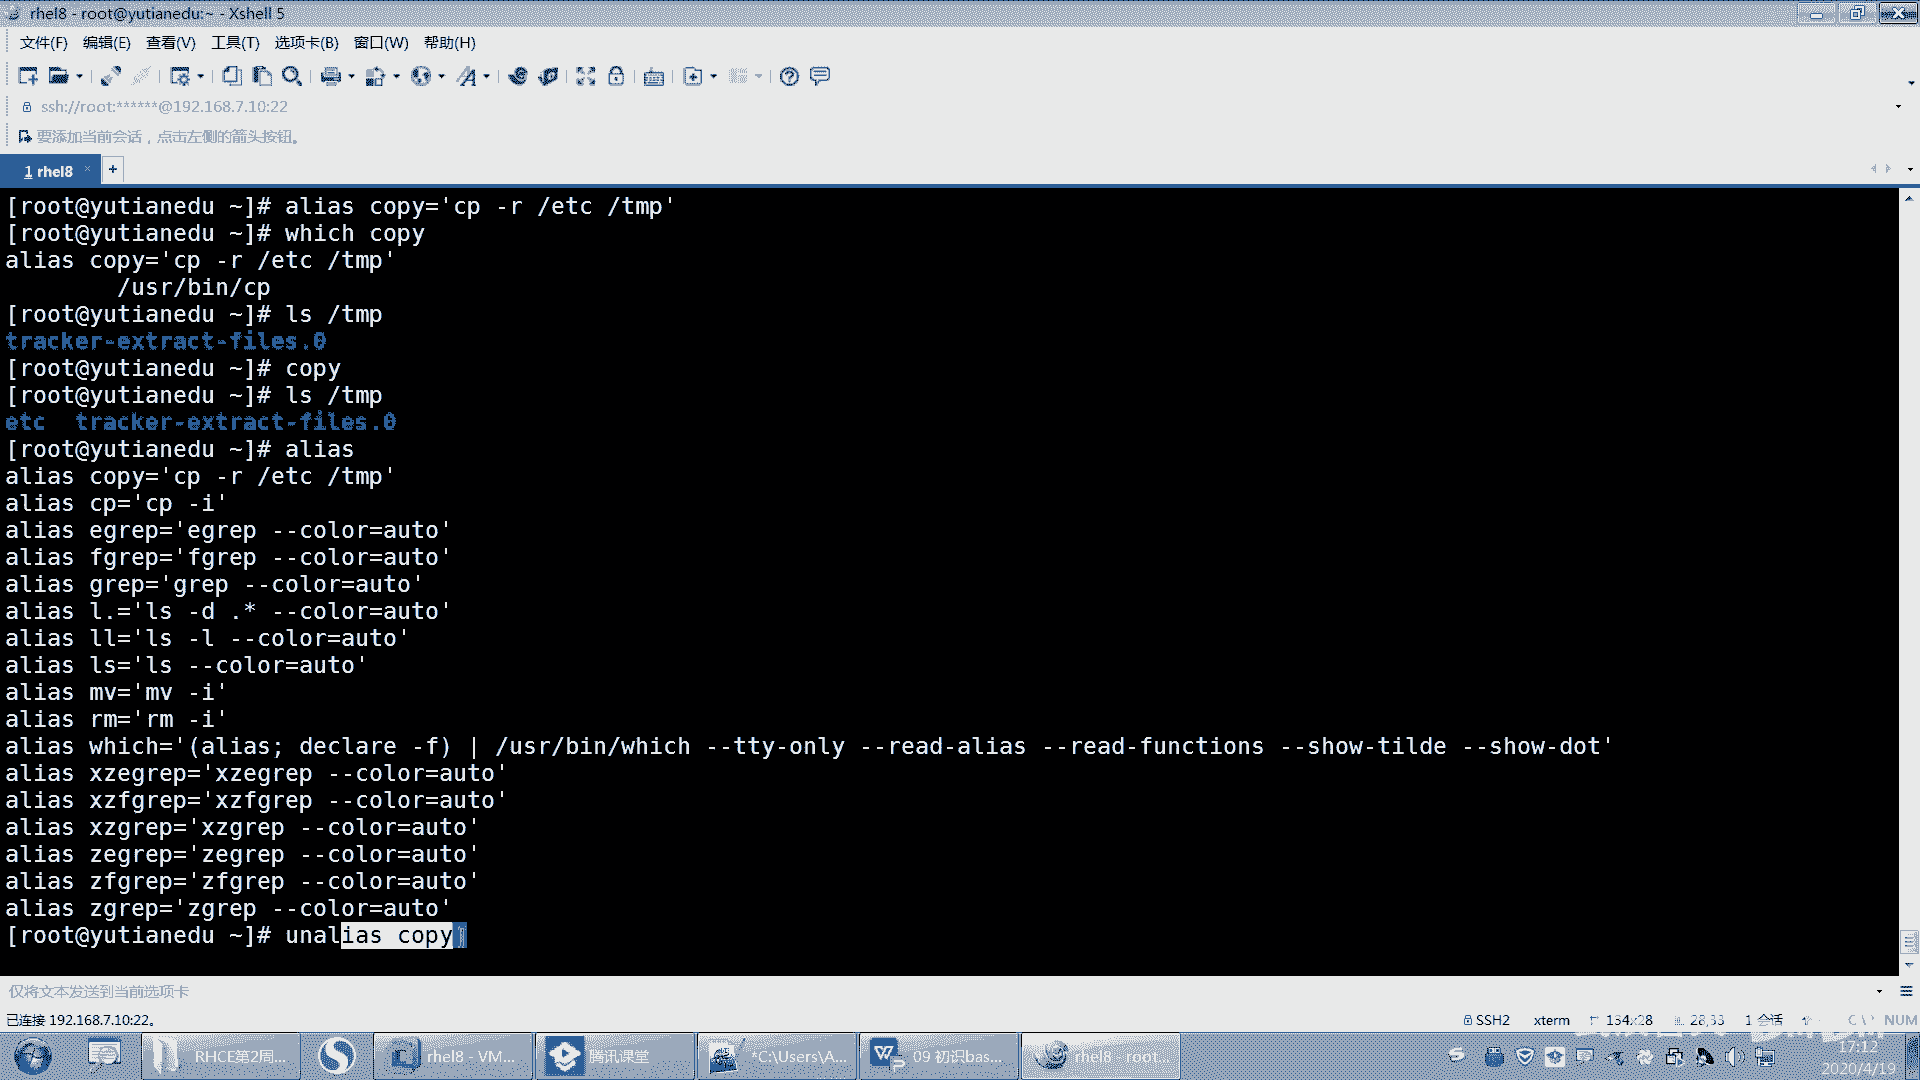 rhel8 - root@yutianedu:~ - Xshell 5
文件(F) 编辑(E) 查看(V) 工具(T) 选项卡(B) 窗口(W) 帮助(H)
ssh://root:******@192.168.7.10:22
要添加当前会话，点击左侧的箭头按钮。
1 rhel8
[root@yutianedu ~]# alias copy='cp -r /etc /tmp'
[root@yutianedu ~]# which copy
alias copy='cp -r /etc /tmp'
/usr/bin/cp
[root@yutianedu ~]# ls /tmp
tracker-extract-files.0
[root@yutianedu ~]# copy
[root@yutianedu ~]# ls /tmp
etc tracker-extract-files.0
[root@yutianedu ~]# alias
alias copy='cp -r /etc /tmp'
alias cp='cp -i'
alias egrep='egrep --color=auto'
alias fgrep='fgrep --color=auto'
alias grep='grep --color=auto'
alias l.='ls -d .* --color=auto'
alias ll='ls -l --color=auto'
alias ls='ls --color=auto'
alias mv='mv -i'
alias rm='rm -i'
alias which='(alias; declare -f) | /usr/bin/which --tty-only --read-alias --read-functions --show-tilde --show-dot'
alias xzegrep='xzegrep --color=auto'
alias xzfgrep='xzfgrep --color=auto'
alias xzgrep='xzgrep --color=auto'
alias zegrep='zegrep --color=auto'
alias zfgrep='zfgrep --color=auto'
alias zgrep='zgrep --color=auto'
[root@yutianedu ~]# unalias copy
仅将文本发送到当前选项卡
已连接 192.168.7.10:22。
SSH2 xterm 134x28 28,33 1 会话 NUM
RHCE第2周... rhel8 - VM... 腾讯课堂 *C:\Users\A... 09 初识bas... rhel8 - root...
17:12
2020/4/19